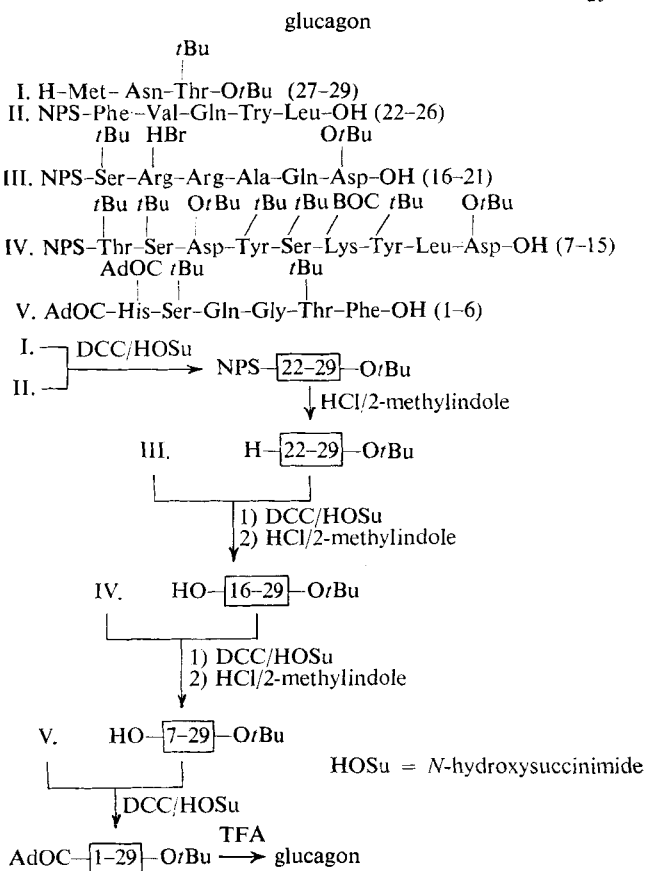 glucagon
tBu
I. H-Met-Asn-Thr-OtBu (27-29)
II. NPS-Phe-Val-Gln-Try-Leu-OH (22-26)
tBu HBr OtBu
III. NPS-Ser-Arg-Arg-Ala-Gln-Asp-OH (16-21)
tBu tBu OtBu tBu tBu BOC tBu OtBu
IV. NPS-Thr-Ser-Asp-Tyr-Ser-Lys-Tyr-Leu-Asp-OH (7-15)
AdOC tBu tBu
V. AdOC-His-Ser-Gln-Gly-Thr-Phe-OH (1-6)
I. DCC/HOSu
II. NPS-22-29-OtBu
HCl/2-methylindole
III. H-22-29-OtBu
1) DCC/HOSu
2) HCl/2-methylindole
IV. HO-16-29-OtBu
1) DCC/HOSu
2) HCl/2-methylindole
V. HO-7-29-OtBu
HOSu = N-hydroxysuccinimide
DCC/HOSu
AdOC-1-29-OtBu TFA glucagon